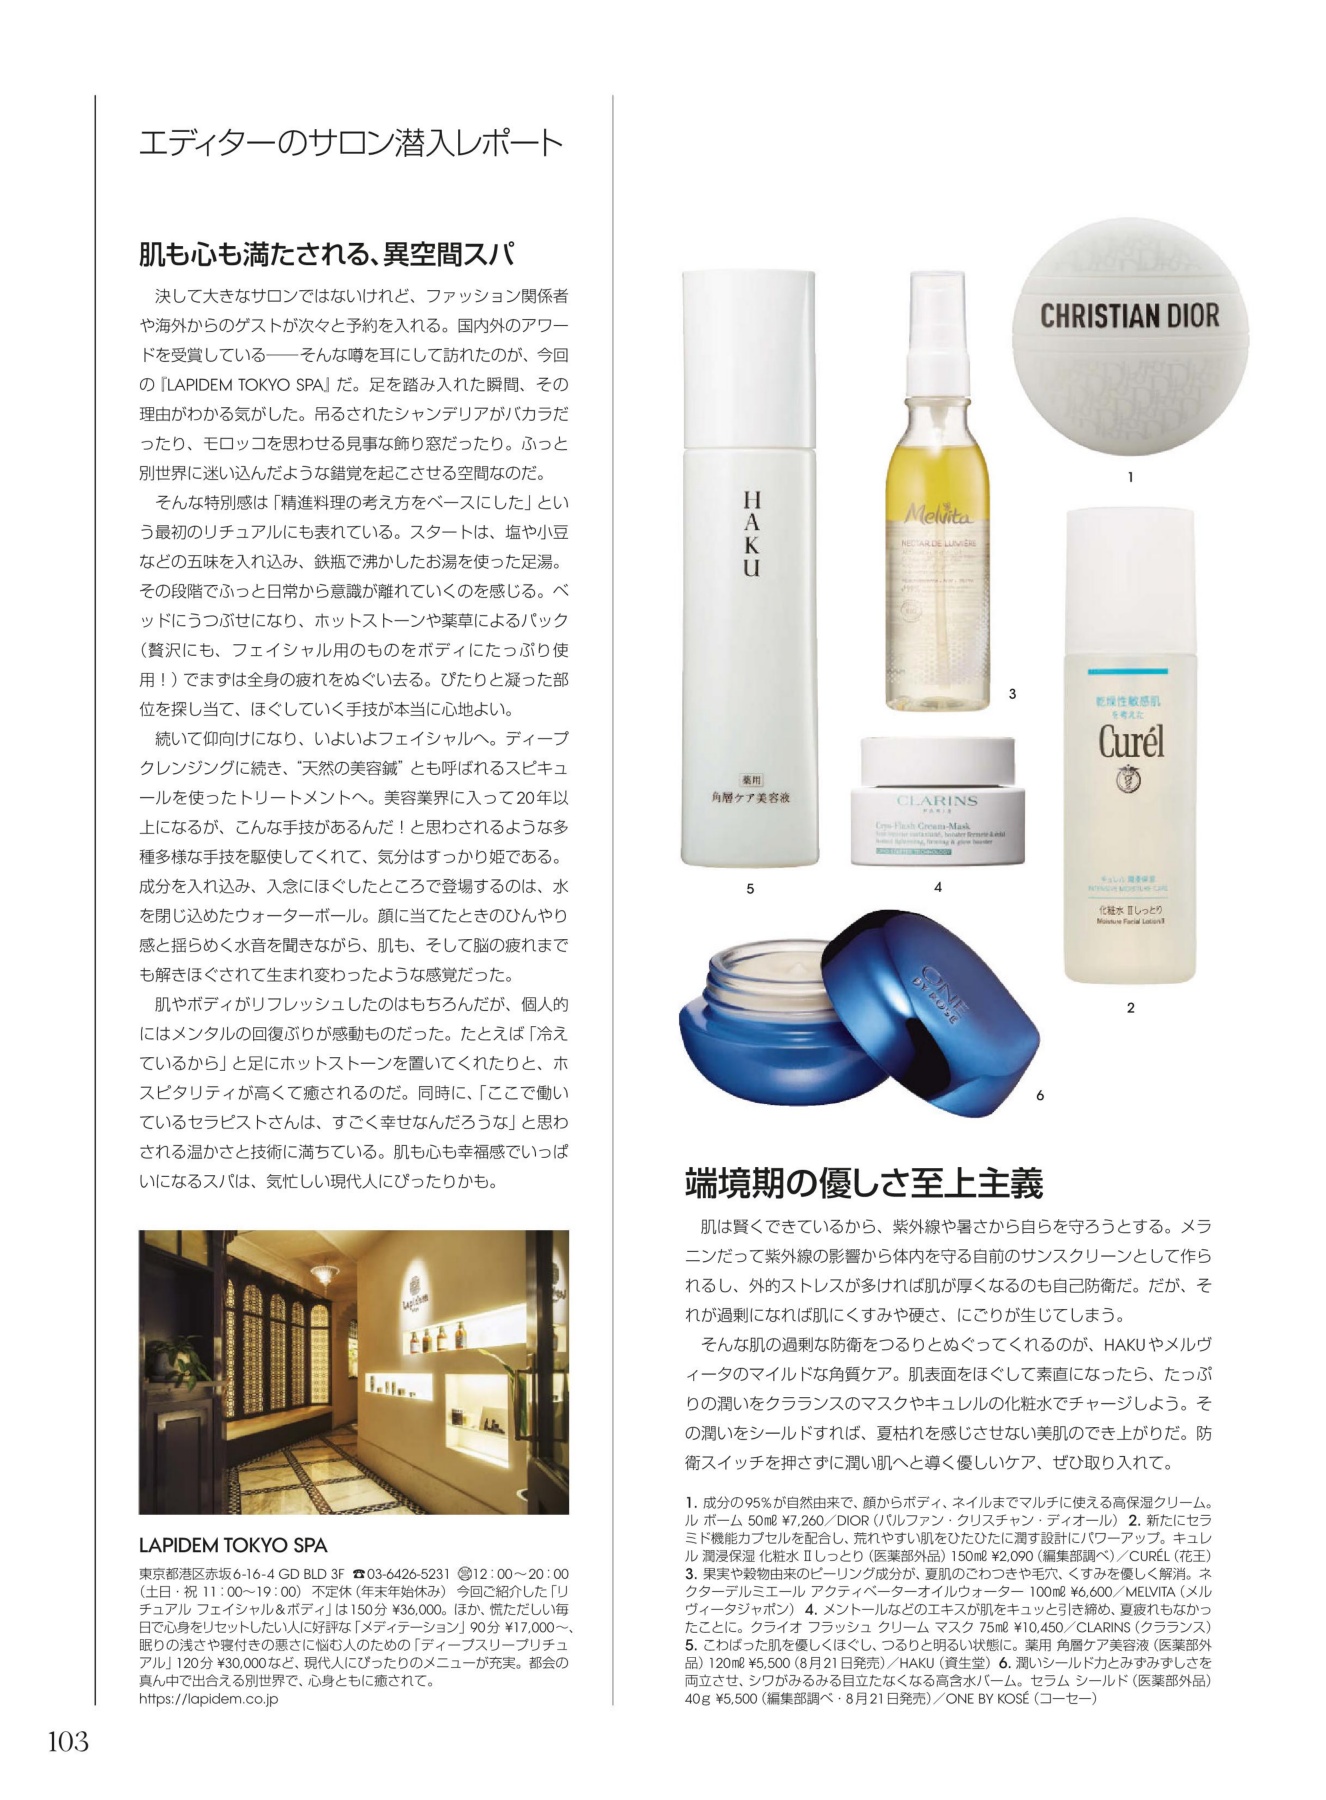 エディターのサロン潜入レポート
肌も心も満たされる、異空間スパ
決して大きなサロンではないけれど、ファッション関係者
や海外からのゲストが次々と予約を入れる。国内外のアワー
ドを受賞している――そんな噂を耳にして訪れたのが、今回
の『LAPIDEM TOKYO SPA』だ。足を踏み入れた瞬間、その
理由がわかる気がした。吊るされたシャンデリアがバカラだ
ったり、モロッコを思わせる見事な飾り窓だったり。ふっと
別世界に迷い込んだような錯覚を起こさせる空間なのだ。
そんな特別感は「精進料理の考え方をベースにした」とい
う最初のリチュアルにも表れている。スタートは、塩や小豆
などの五味を入れ込み、鉄瓶で沸かしたお湯を使った足湯。
その段階でふっと日常から意識が離れていくのを感じる。ベ
ッドにうつぶせになり、ホットストーンや薬草によるパック
（贅沢にも、フェイシャル用のものをボディにたっぷり使
用！）でまずは全身の疲れをぬぐい去る。ぴたりと凝った部
位を探し当て、ほぐしていく手技が本当に心地よい。
続いて仰向けになり、いよいよフェイシャルへ。ディープ
クレンジングに続き、“天然の美容鍼” とも呼ばれるスピキュ
ールを使ったトリートメントへ。美容業界に入って20年以
上になるが、こんな手技があるんだ！と思わされるような多
種多様な手技を駆使してくれて、気分はすっかり姫である。
成分を入れ込み、入念にほぐしたところで登場するのは、水
を閉じ込めたウォーターボール。顔に当てたときのひんやり
感と揺らめく水音を聞きながら、肌も、そして脳の疲れまで
も解きほぐされて生まれ変わったような感覚だった。
肌やボディがリフレッシュしたのはもちろんだが、個人的
にはメンタルの回復ぶりが感動ものだった。たとえば「冷え
ているから」と足にホットストーンを置いてくれたりと、ホ
スピタリティが高くて癒されるのだ。同時に、「ここで働い
ているセラピストさんは、すごく幸せなんだろうな」と思わ
される温かさと技術に満ちている。肌も心も幸福感でいっぱ
いになるスパは、気忙しい現代人にぴったりかも。
Lapidem
LAPIDEM TOKYO SPA
東京都港区赤坂6-16-4 GD BLD 3F ☎03-6426-5231 ㊡12：00～20：00
（土日・祝 11：00～19：00） 不定休（年末年始休み） 今回ご紹介した「リ
チュアル フェイシャル＆ボディ」は150分 ¥36,000。ほか、慌ただしい毎
日で心身をリセットしたい人に好評な「メディテーション」90分 ¥17,000～、
眠りの浅さや寝付きの悪さに悩む人のための「ディープスリープリチュ
アル」120分 ¥30,000など、現代人にぴったりのメニューが充実。都会の
真ん中で出合える別世界で、心身ともに癒されて。
https://lapidem.co.jp
103
CHRISTIAN DIOR
1
HAKU
薬用
角層ケア美容液
5
Melvita
NECTAR DE LUMIÈRE
3
CLARINS
PARIS
Cryo-Flash Cream-Mask
4
乾燥性敏感肌
を考えた
Curél
キュレル 潤浸保湿
INTENSIVE MOISTURE CARE
化粧水 Ⅱしっとり
Moisture Facial Lotion Ⅱ
2
ONE
BY KOSÉ
6
端境期の優しさ至上主義
肌は賢くできているから、紫外線や暑さから自らを守ろうとする。メラ
ニンだって紫外線の影響から体内を守る自前のサンスクリーンとして作ら
れるし、外的ストレスが多ければ肌が厚くなるのも自己防衛だ。だが、そ
れが過剰になれば肌にくすみや硬さ、にごりが生じてしまう。
そんな肌の過剰な防衛をつるりとぬぐってくれるのが、HAKUやメルヴ
ィータのマイルドな角質ケア。肌表面をほぐして素直になったら、たっぷ
りの潤いをクラランスのマスクやキュレルの化粧水でチャージしよう。そ
の潤いをシールドすれば、夏枯れを感じさせない美肌のでき上がりだ。防
衛スイッチを押さずに潤い肌へと導く優しいケア、ぜひ取り入れて。
1. 成分の95％が自然由来で、顔からボディ、ネイルまでマルチに使える高保湿クリーム。
ル ボーム 50㎖ ¥7,260／DIOR（パルファン・クリスチャン・ディオール） 2. 新たにセラ
ミド機能カプセルを配合し、荒れやすい肌をひたひたに潤す設計にパワーアップ。キュレ
ル 潤浸保湿 化粧水 Ⅱしっとり（医薬部外品）150㎖ ¥2,090（編集部調べ）／CURÉL（花王）
3. 果実や穀物由来のピーリング成分が、夏肌のごわつきや毛穴、くすみを優しく解消。ネ
クターデルミエール アクティベーターオイルウォーター 100㎖ ¥6,600／MELVITA（メル
ヴィータジャポン） 4. メントールなどのエキスが肌をキュッと引き締め、夏疲れもなかっ
たことに。クライオ フラッシュ クリーム マスク 75㎖ ¥10,450／CLARINS（クラランス）
5. こわばった肌を優しくほぐし、つるりと明るい状態に。薬用 角層ケア美容液（医薬部外
品）120㎖ ¥5,500（8月21日発売）／HAKU（資生堂） 6. 潤いシールド力とみずみずしさを
両立させ、シワがみるみる目立たなくなる高含水バーム。セラム シールド（医薬部外品）
40g ¥5,500（編集部調べ・8月21日発売）／ONE BY KOSÉ（コーセー）